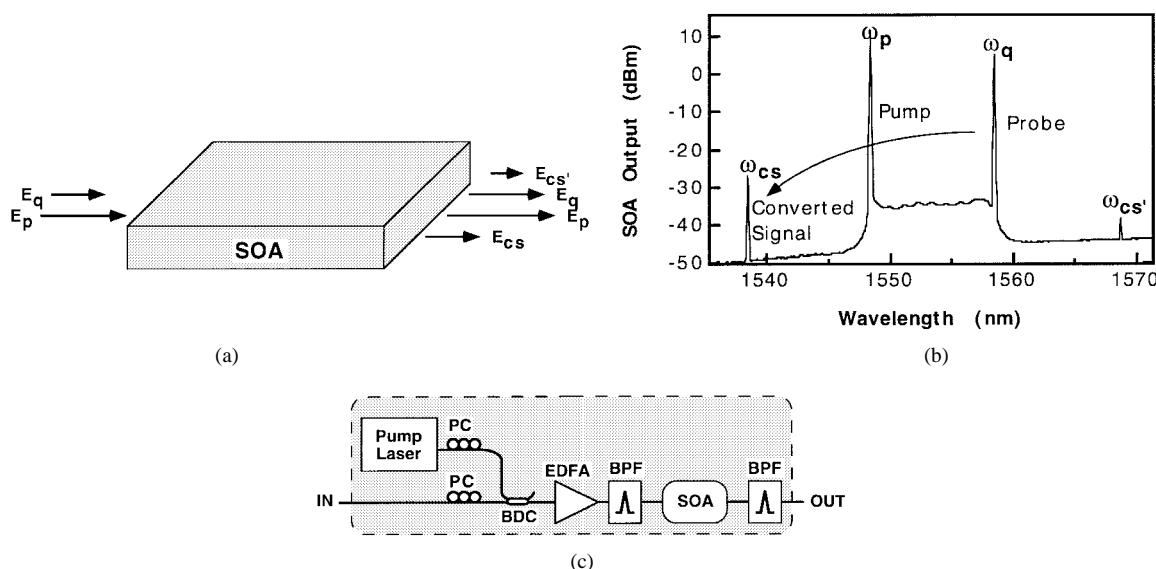 E_q
E_p
SOA
E_cs'
E_q
E_p
E_cs
(a)
SOA Output (dBm)
10
0
-10
-20
-30
-40
-50
ω_p
ω_q
Pump
Probe
ω_cs
Converted
Signal
ω_cs'
1540 1550 1560 1570
Wavelength (nm)
(b)
Pump
Laser
PC
PC
IN
BDC
EDFA
BPF
SOA
BPF
OUT
(c)